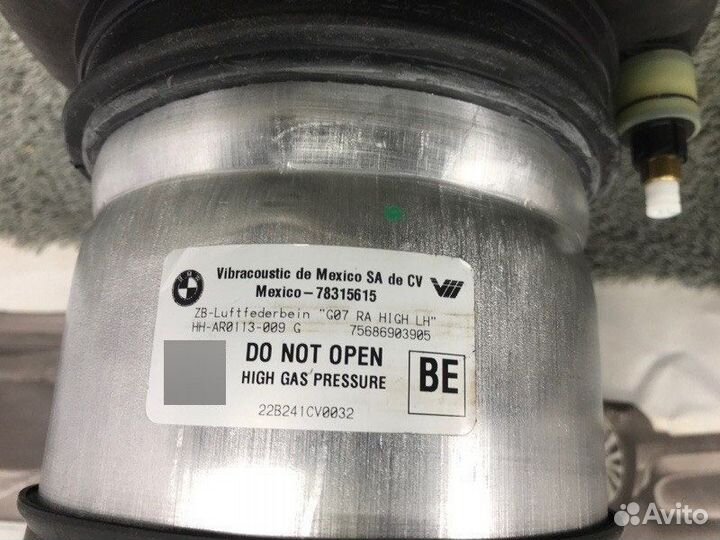 Vibracoustic de Mexico SA de CV
Mexico-78315615
ZB-Luftfederbein "G07 RA HIGH LH"
HH-AR0113-009 G 75686903905
DO NOT OPEN
HIGH GAS PRESSURE
BE
22B241CV0032
Avito